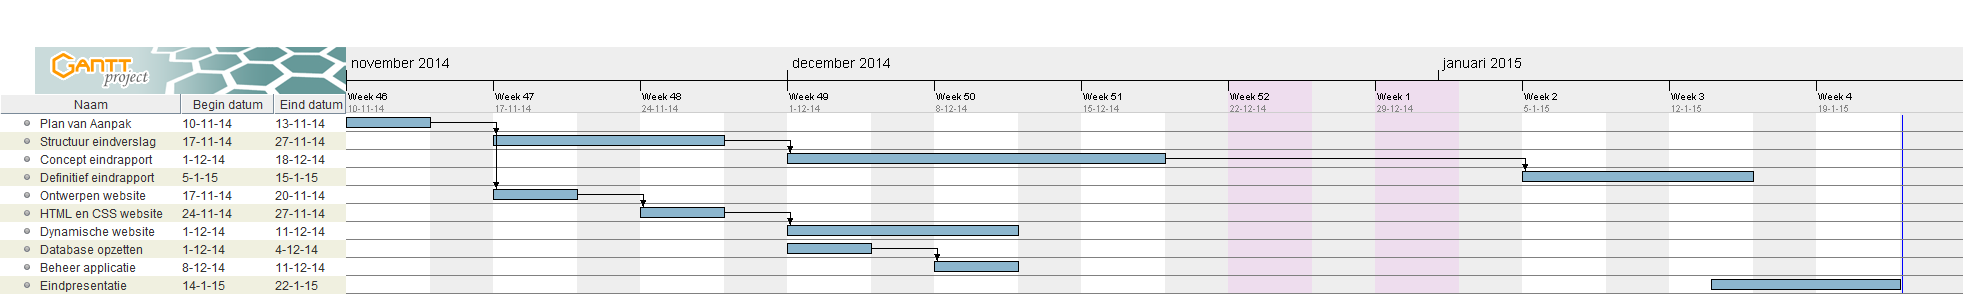 GANTT
project
november 2014 december 2014 januari 2015
Naam Begin datum Eind datum
Week 46 Week 47 Week 48 Week 49 Week 50 Week 51 Week 52 Week 1 Week 2 Week 3 Week 4
10-11-14 17-11-14 24-11-14 1-12-14 8-12-14 15-12-14 22-12-14 29-12-14 5-1-15 12-1-15 19-1-15
Plan van Aanpak 10-11-14 13-11-14
Structuur eindverslag 17-11-14 27-11-14
Concept eindrapport 1-12-14 18-12-14
Definitief eindrapport 5-1-15 15-1-15
Ontwerpen website 17-11-14 20-11-14
HTML en CSS website 24-11-14 27-11-14
Dynamische website 1-12-14 11-12-14
Database opzetten 1-12-14 4-12-14
Beheer applicatie 8-12-14 11-12-14
Eindpresentatie 14-1-15 22-1-15